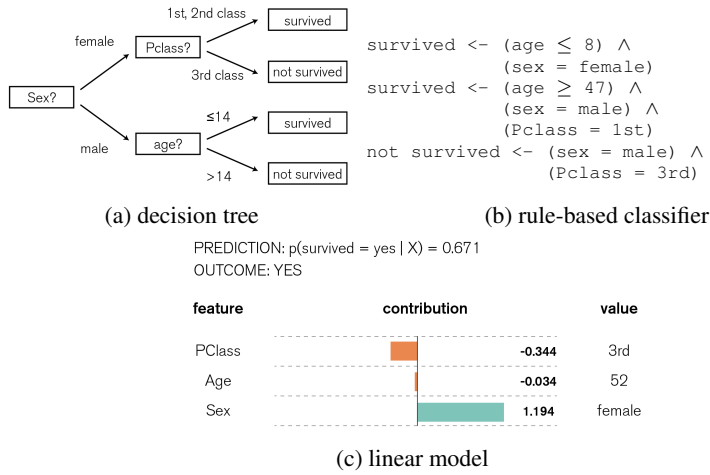 1st, 2nd class
survived
female
Pclass?
3rd class
not survived
Sex?
≤14
survived
male
age?
>14
not survived
(a) decision tree
survived <- (age ≤ 8) ∧
(sex = female)
survived <- (age ≥ 47) ∧
(sex = male) ∧
(Pclass = 1st)
not survived <- (sex = male) ∧
(Pclass = 3rd)
(b) rule-based classifier
PREDICTION: p(survived = yes | X) = 0.671
OUTCOME: YES
feature contribution value
PClass -0.344 3rd
Age -0.034 52
Sex 1.194 female
(c) linear model